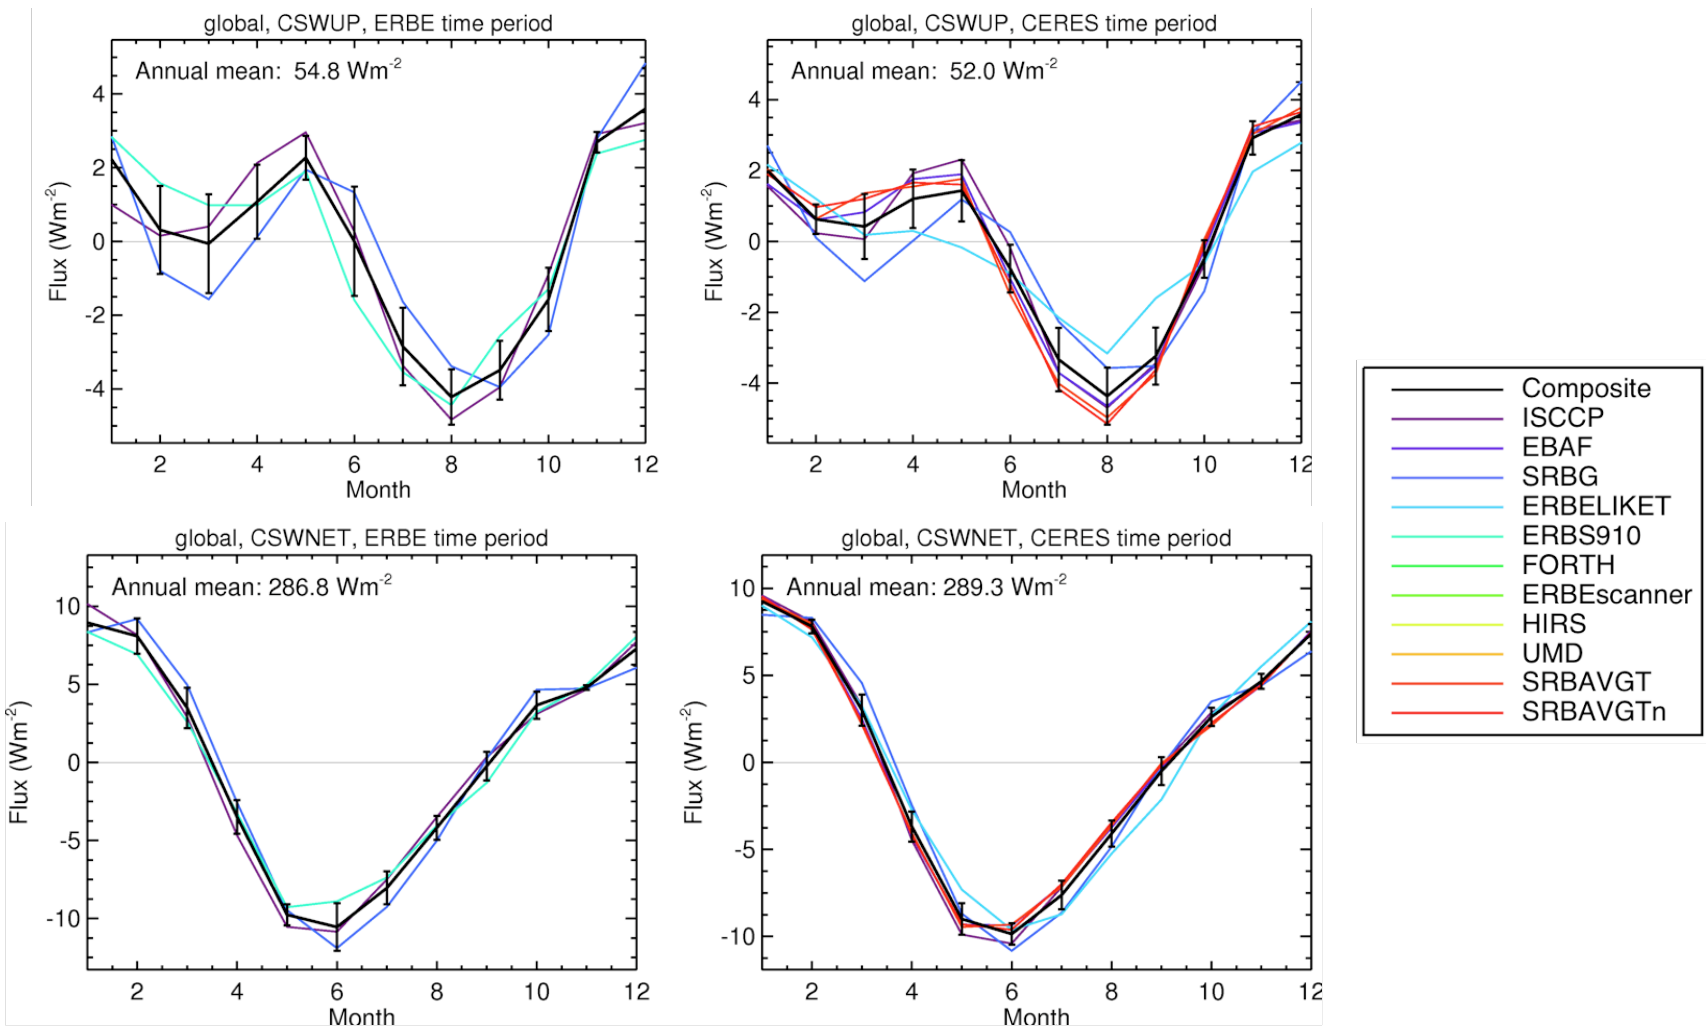 global, CSWUP, ERBE time period
Annual mean: 54.8 Wm-2
Flux (Wm-2)
4
2
0
-2
-4
2 4 6 8 10 12
Month
global, CSWUP, CERES time period
Annual mean: 52.0 Wm-2
Flux (Wm-2)
4
2
0
-2
-4
2 4 6 8 10 12
Month
global, CSWNET, ERBE time period
Annual mean: 286.8 Wm-2
Flux (Wm-2)
10
5
0
-5
-10
2 4 6 8 10 12
Month
global, CSWNET, CERES time period
Annual mean: 289.3 Wm-2
Flux (Wm-2)
10
5
0
-5
-10
2 4 6 8 10 12
Month
Composite
ISCCP
EBAF
SRBG
ERBELIKET
ERBS910
FORTH
ERBEscanner
HIRS
UMD
SRBAVGT
SRBAVGTn